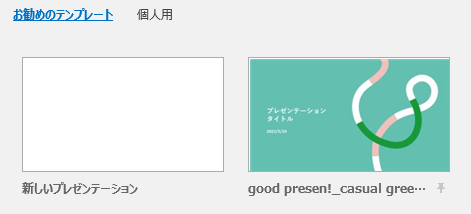 お勧めのテンプレート 個人用
プレゼンテーション
タイトル
新しいプレゼンテーション
good presen!_casual gree…